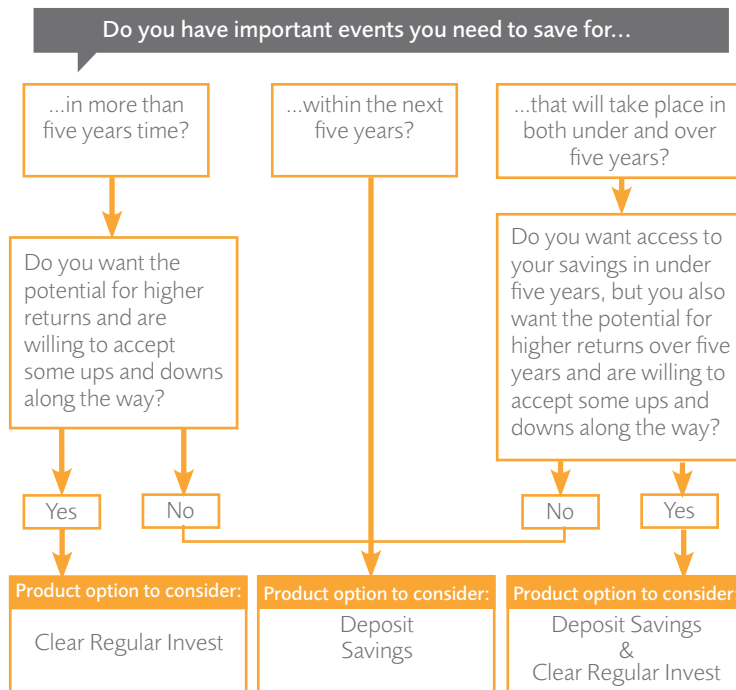 Do you have important events you need to save for...
...in more than
five years time?
...within the next
five years?
...that will take place in
both under and over
five years?
Do you want the
potential for higher
returns and are
willing to accept
some ups and downs
along the way?
Do you want access to
your savings in under
five years, but you also
want the potential for
higher returns over five
years and are willing to
accept some ups and
downs along the way?
Yes
No
No
Yes
Product option to consider:
Clear Regular Invest
Product option to consider:
Deposit
Savings
Product option to consider:
Deposit Savings
&
Clear Regular Invest